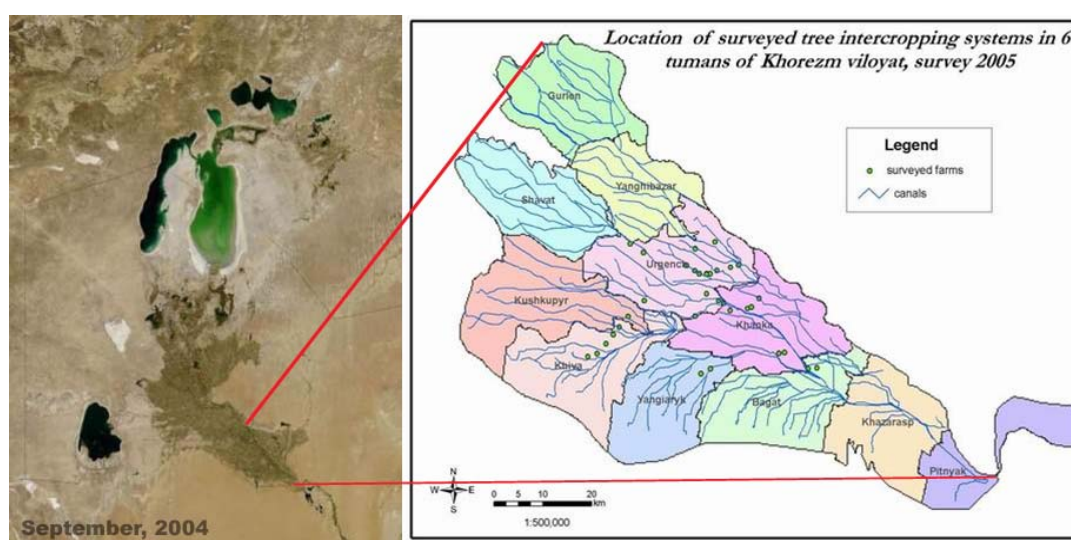 September, 2004
Location of surveyed tree intercropping systems in 6
tumans of Khorezm viloyat, survey 2005
Gurlen
Legend
surveyed farms
canals
Yanghibazar
Shavat
Urgench
Kushkupyr
Khanka
Khiva
Yangiaryk
Bagat
Khazarasp
Pitnyak
N
W E
S
0 5 10 20
km
1:500,000